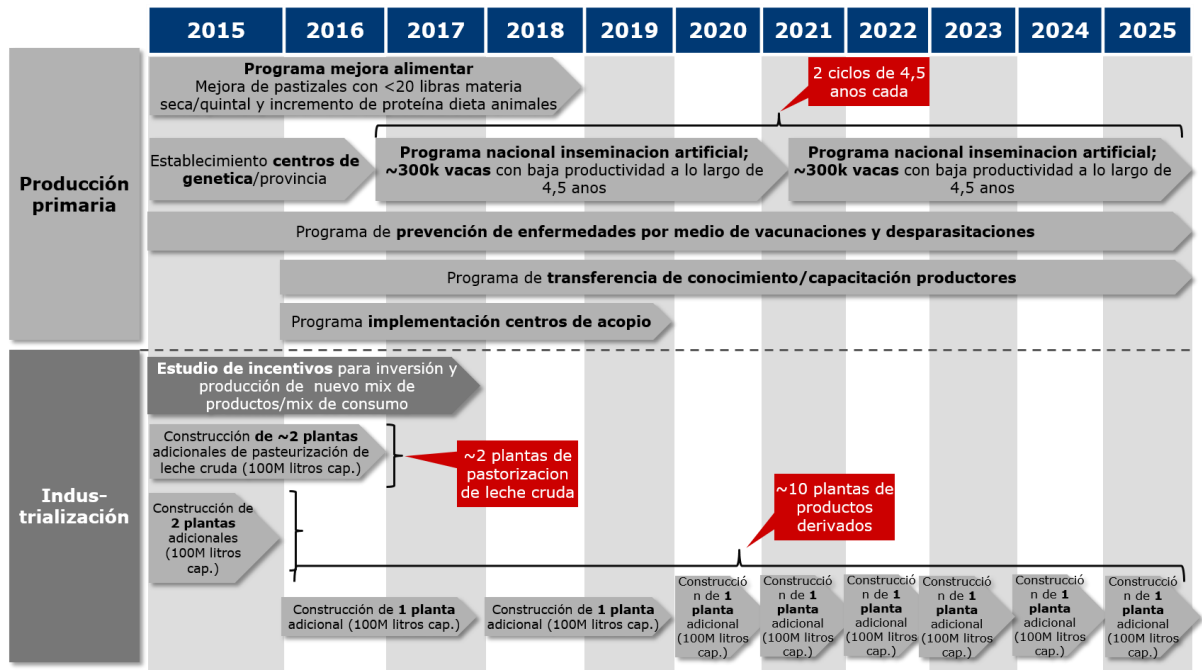 2015 2016 2017 2018 2019 2020 2021 2022 2023 2024 2025
Producción
primaria
Programa mejora alimentar
Mejora de pastizales con <20 libras materia
seca/quintal y incremento de proteína dieta animales
2 ciclos de 4,5
anos cada
Establecimiento centros de
genetica/provincia
Programa nacional inseminacion artificial;
~300k vacas con baja productividad a lo largo de
4,5 anos
Programa nacional inseminacion artificial;
~300k vacas con baja productividad a lo largo de
4,5 anos
Programa de prevención de enfermedades por medio de vacunaciones y desparasitaciones
Programa de transferencia de conocimiento/capacitación productores
Programa implementación centros de acopio
Indus-
trialización
Estudio de incentivos para inversión y
producción de nuevo mix de
productos/mix de consumo
Construcción de ~2 plantas
adicionales de pasteurización de
leche cruda (100M litros cap.)
~2 plantas de
pastorizacion
de leche cruda
Construcción de
2 plantas
adicionales
(100M litros
cap.)
~10 plantas de
productos
derivados
Construcción de 1 planta
adicional (100M litros cap.)
Construcción de 1 planta
adicional (100M litros cap.)
Construcció
n de 1
planta
adicional
(100M litros
cap.)
Construcció
n de 1
planta
adicional
(100M litros
cap.)
Construcció
n de 1
planta
adicional
(100M litros
cap.)
Construcció
n de 1
planta
adicional
(100M litros
cap.)
Construcció
n de 1
planta
adicional
(100M litros
cap.)
Construcció
n de 1
planta
adicional
(100M litros
cap.)